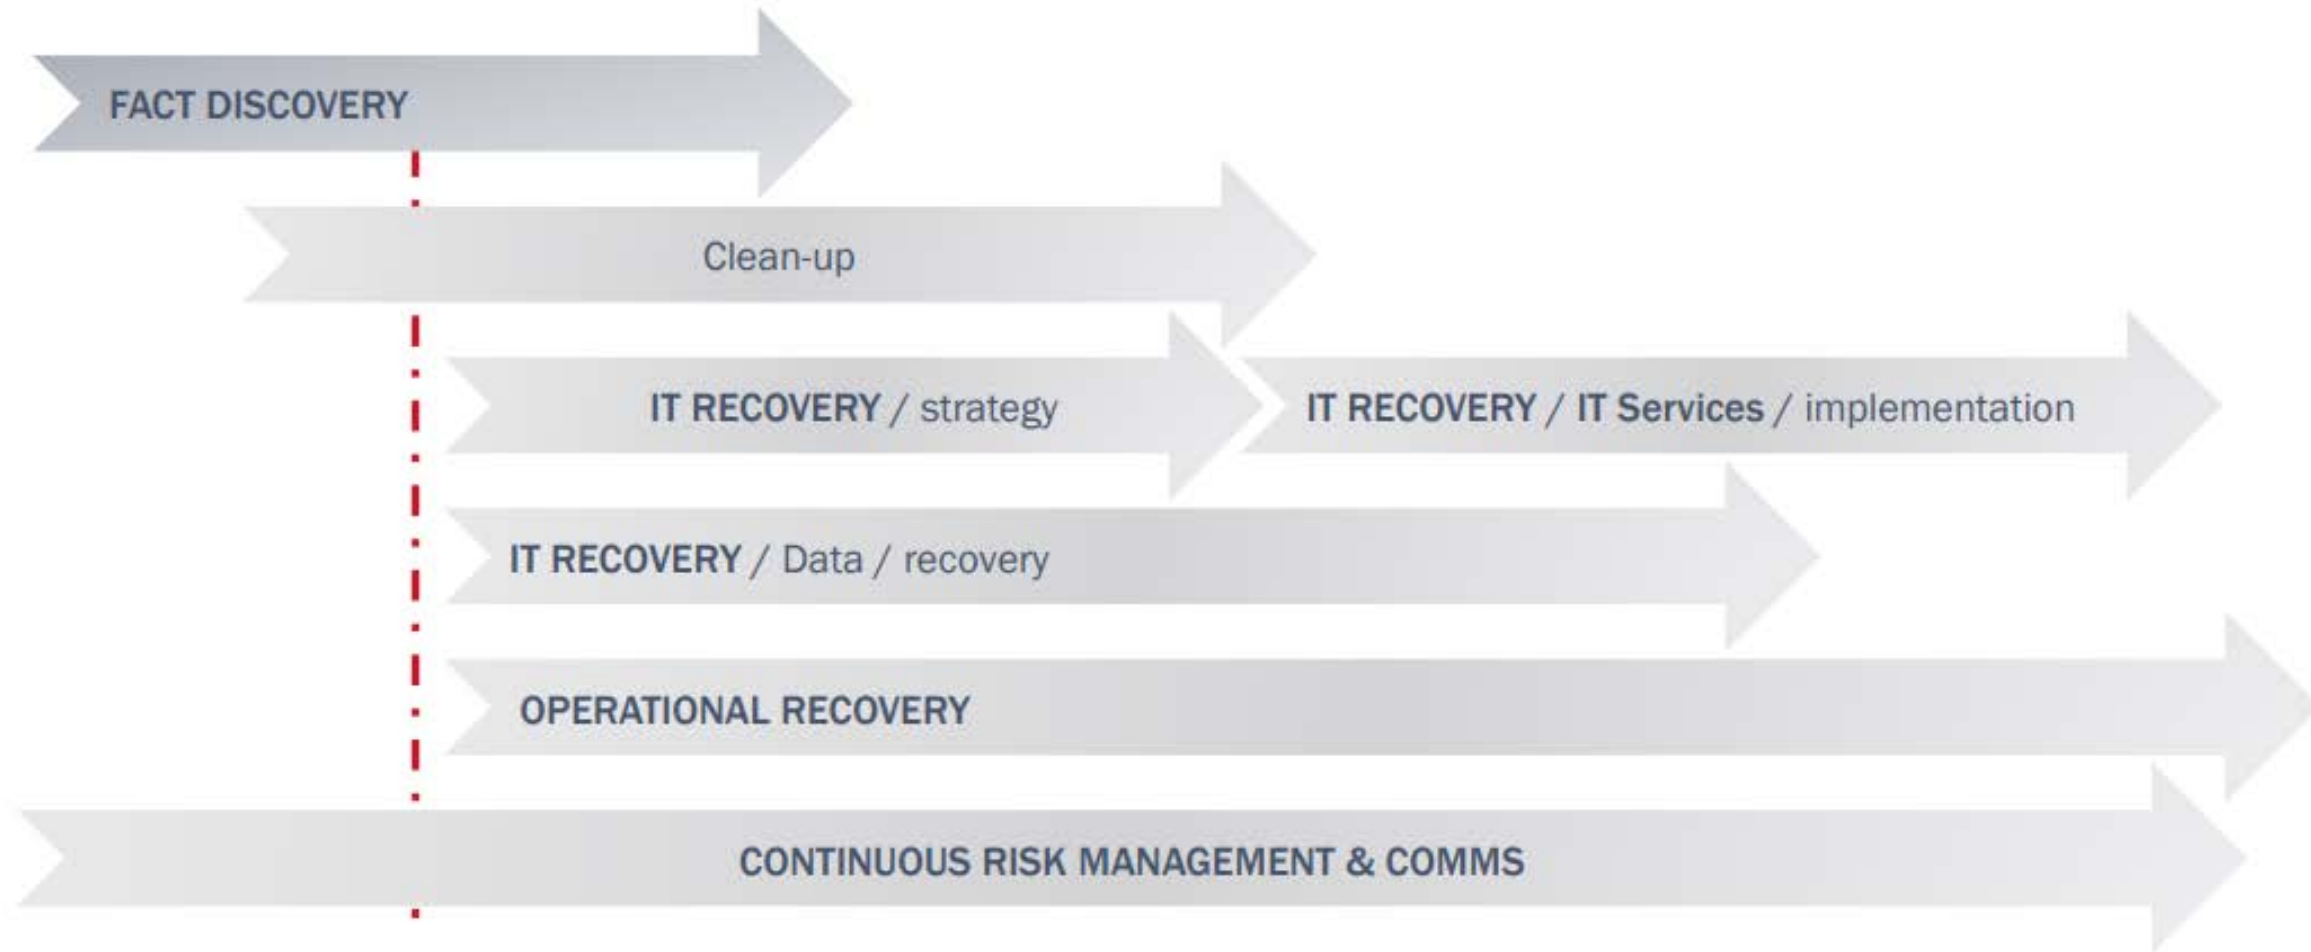 FACT DISCOVERY
Clean-up
IT RECOVERY / strategy
IT RECOVERY / IT Services / implementation
IT RECOVERY / Data / recovery
OPERATIONAL RECOVERY
CONTINUOUS RISK MANAGEMENT & COMMS